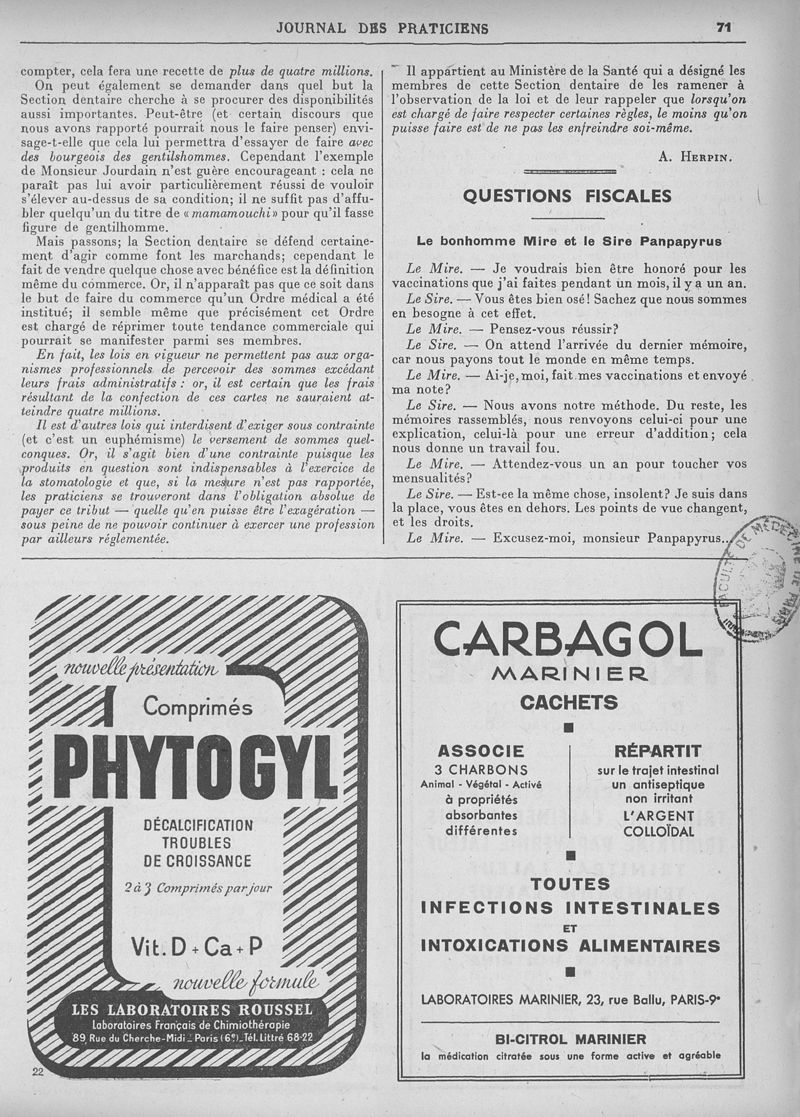 JOURNAL DES PRATICIENS
71
compter, cela fera une recette de plus de quatre millions.
On peut également se demander dans quel but la
Section dentaire cherche à se procurer des disponibilités
aussi importantes. Peut-être (et certain discours que
nous avons rapporté pourrait nous le faire penser) envi-
sage-t-elle que cela lui permettra d'essayer de faire avec
des bourgeois des gentilshommes. Cependant l'exemple
de Monsieur Jourdain n'est guère encourageant : cela ne
paraît pas lui avoir particulièrement réussi de vouloir
s'élever au-dessus de sa condition; il ne suffit pas d'affu-
bler quelqu'un du titre de « mamamouchi » pour qu'il fasse
figure de gentilhomme.
Mais passons; la Section dentaire se défend certaine-
ment d'agir comme font les marchands; cependant le
fait de vendre quelque chose avec bénéfice est la définition
même du commerce. Or, il n'apparaît pas que ce soit dans
le but de faire du commerce qu'un Ordre médical a été
institué; il semble même que précisément cet Ordre
est chargé de réprimer toute tendance commerciale qui
pourrait se manifester parmi ses membres.
En fait, les lois en vigueur ne permettent pas aux orga-
nismes professionnels de percevoir des sommes excédant
leurs frais administratifs : or, il est certain que les frais
résultant de la confection de ces cartes ne sauraient at-
teindre quatre millions.
Il est d'autres lois qui interdisent d'exiger sous contrainte
(et c'est un euphémisme) le versement de sommes quel-
conques. Or, il s'agit bien d'une contrainte puisque les
produits en question sont indispensables à l'exercice de
la stomatologie et que, si la mesure n'est pas rapportée,
les praticiens se trouveront dans l'obligation absolue de
payer ce tribut — quelle qu'en puisse être l'exagération —
sous peine de ne pouvoir continuer à exercer une profession
par ailleurs réglementée.
Il appartient au Ministère de la Santé qui a désigné les
membres de cette Section dentaire de les ramener à
l'observation de la loi et de leur rappeler que lorsqu'on
est chargé de faire respecter certaines règles, le moins qu'on
puisse faire est de ne pas les enfreindre soi-même.
A. HERPIN.
QUESTIONS FISCALES
Le bonhomme Mire et le Sire Panpapyrus
Le Mire. — Je voudrais bien être honoré pour les
vaccinations que j'ai faites pendant un mois, il y a un an.
Le Sire. — Vous êtes bien osé! Sachez que nous sommes
en besogne à cet effet.
Le Mire. — Pensez-vous réussir?
Le Sire. — On attend l'arrivée du dernier mémoire,
car nous payons tout le monde en même temps.
Le Mire. — Ai-je, moi, fait mes vaccinations et envoyé
ma note?
Le Sire. — Nous avons notre méthode. Du reste, les
mémoires rassemblés, nous renvoyons celui-ci pour une
explication, celui-là pour une erreur d'addition; cela
nous donne un travail fou.
Le Mire. — Attendez-vous un an pour toucher vos
mensualités?
Le Sire. — Est-ce la même chose, insolent? Je suis dans
la place, vous êtes en dehors. Les points de vue changent,
et les droits.
Le Mire. — Excusez-moi, monsieur Panpapyrus...
FACULTÉ DE MÉDECINE DE PARIS
nouvelle présentation
Comprimés
PHYTOGYL
DÉCALCIFICATION
TROUBLES
DE CROISSANCE
2 à 3 Comprimés par jour
Vit. D + Ca + P
nouvelle formule
LES LABORATOIRES ROUSSEL
Laboratoires Français de Chimiothérapie
89, Rue du Cherche-Midi _ Paris (6e) _ Tél. Littré 68-22
22
CARBAGOL
MARINIER
CACHETS
ASSOCIE
3 CHARBONS
Animal - Végétal - Activé
à propriétés
absorbantes
différentes
RÉPARTIT
sur le trajet intestinal
un antiseptique
non irritant
L'ARGENT
COLLOÏDAL
TOUTES
INFECTIONS INTESTINALES
ET
INTOXICATIONS ALIMENTAIRES
LABORATOIRES MARINIER, 23, rue Ballu, PARIS-9e
BI-CITROL MARINIER
la médication citratée sous une forme active et agréable